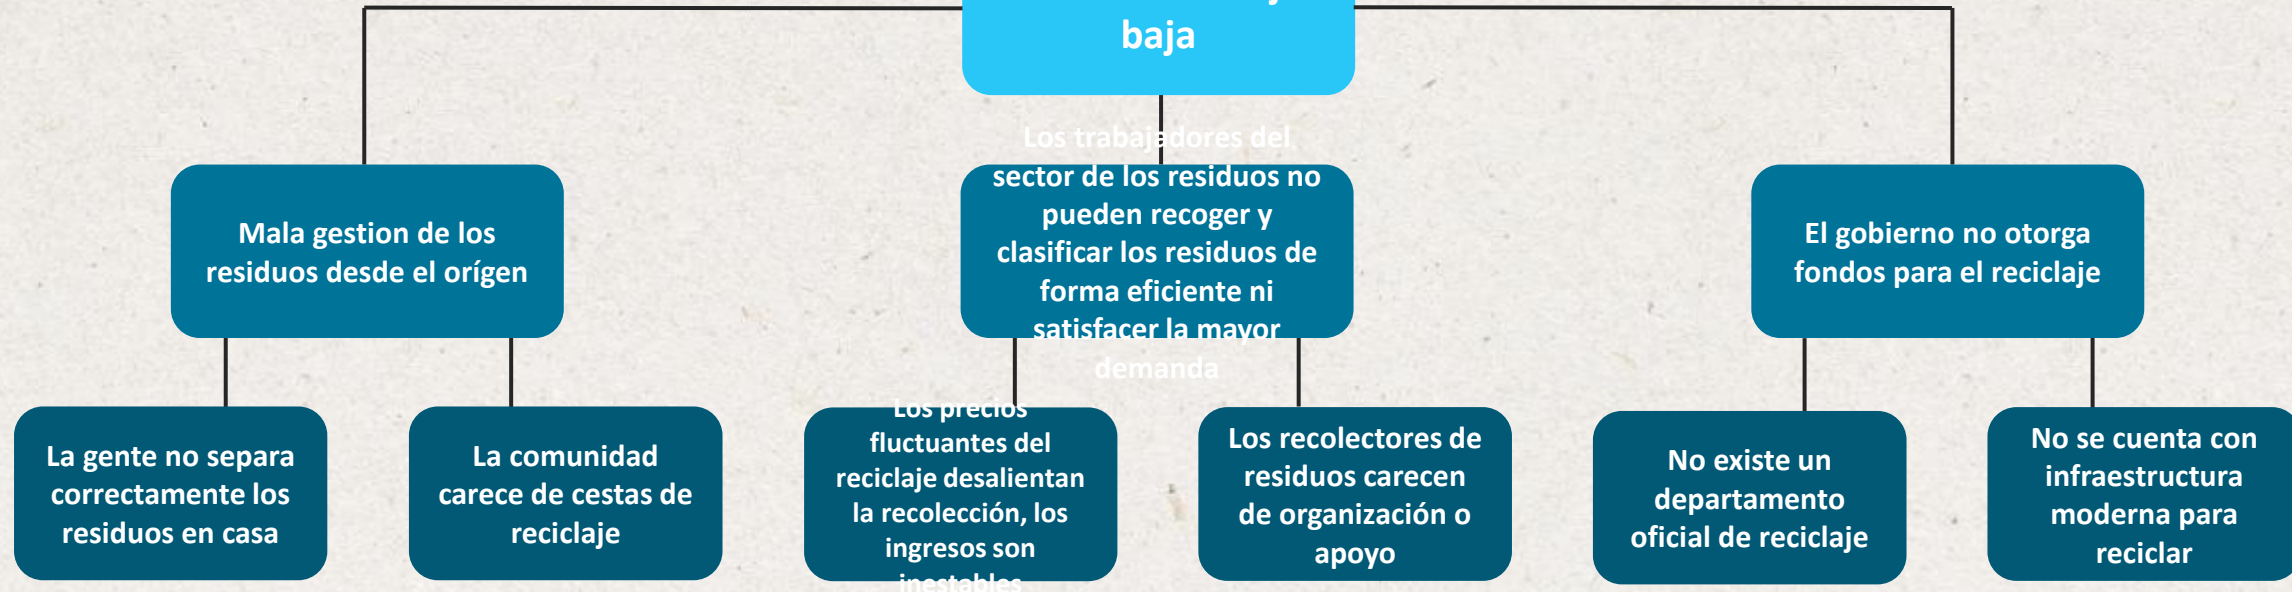 baja
Mala gestion de los
residuos desde el orígen
Los trabajadores del
sector de los residuos no
pueden recoger y
clasificar los residuos de
forma eficiente ni
satisfacer la mayor
demanda
El gobierno no otorga
fondos para el reciclaje
La gente no separa
correctamente los
residuos en casa
La comunidad
carece de cestas de
reciclaje
Los precios
fluctuantes del
reciclaje desalientan
la recolección, los
ingresos son
inestables
Los recolectores de
residuos carecen
de organización o
apoyo
No existe un
departamento
oficial de reciclaje
No se cuenta con
infraestructura
moderna para
reciclar